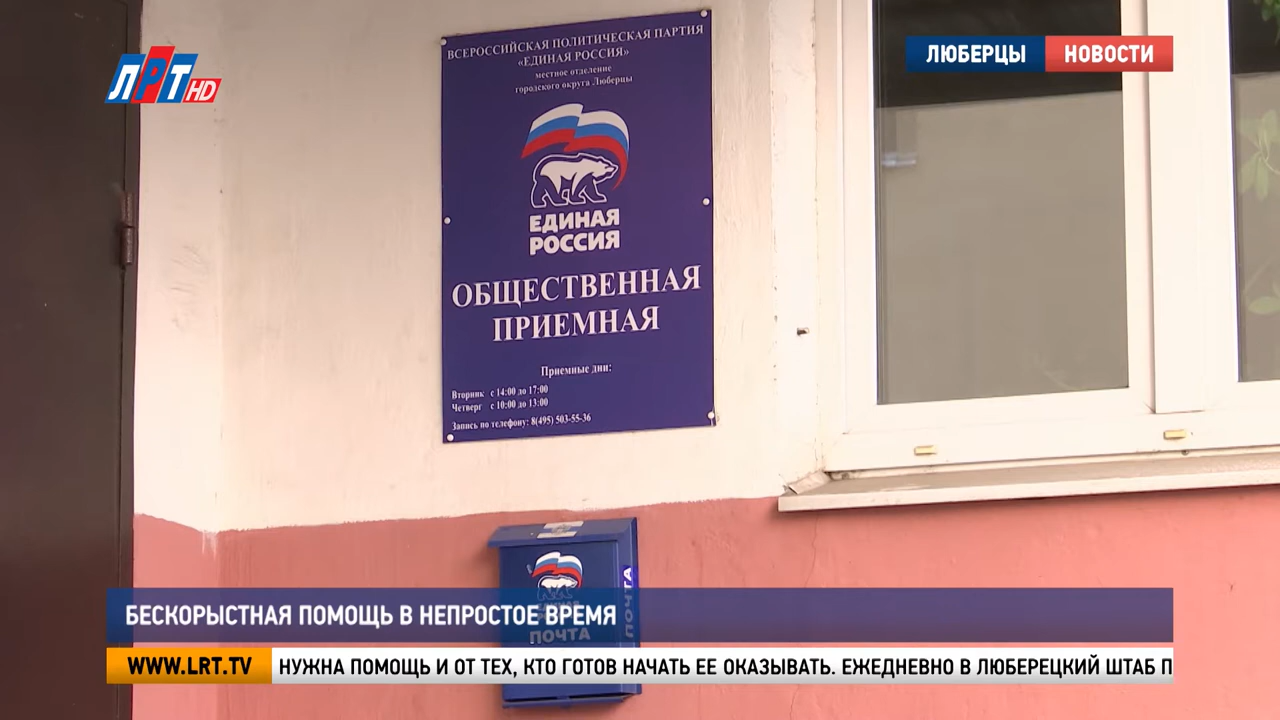 ЛРТ HD
ЛЮБЕРЦЫ НОВОСТИ
ВСЕРОССИЙСКАЯ ПОЛИТИЧЕСКАЯ ПАРТИЯ
«ЕДИНАЯ РОССИЯ»
местное отделение
городского округа Люберцы
ЕДИНАЯ
РОССИЯ
ОБЩЕСТВЕННАЯ
ПРИЕМНАЯ
Приемные дни:
Вторник с 14:00 до 17:00
Четверг с 10:00 до 13:00
Запись по телефону: 8(495) 503-55-36
ПОЧТА
ПОЧТА
БЕСКОРЫСТНАЯ ПОМОЩЬ В НЕПРОСТОЕ ВРЕМЯ
WWW.LRT.TV НУЖНА ПОМОЩЬ И ОТ ТЕХ, КТО ГОТОВ НАЧАТЬ ЕЕ ОКАЗЫВАТЬ. ЕЖЕДНЕВНО В ЛЮБЕРЕЦКИЙ ШТАБ П